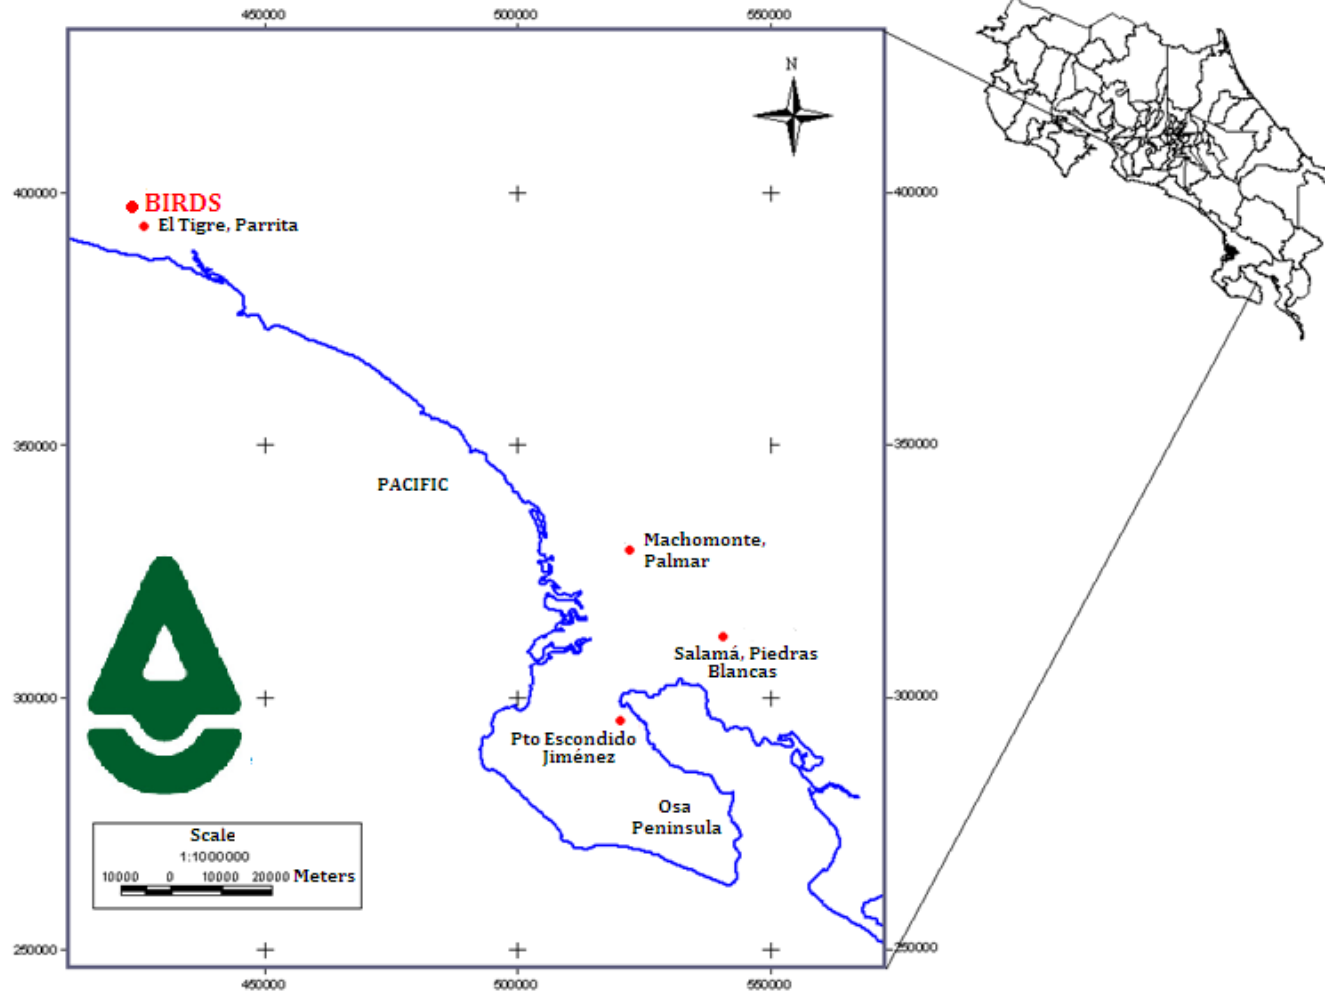 450000
500000
550000
N
400000
400000
BIRDS
El Tigre, Parrita
350000
350000
PACIFIC
Machomonte,
Palmar
Salamá, Piedras
Blancas
300000
300000
Pto Escondido
Jiménez
Osa
Peninsula
Scale
1:1000000
10000 0 10000 20000 Meters
250000
250000
450000
500000
550000